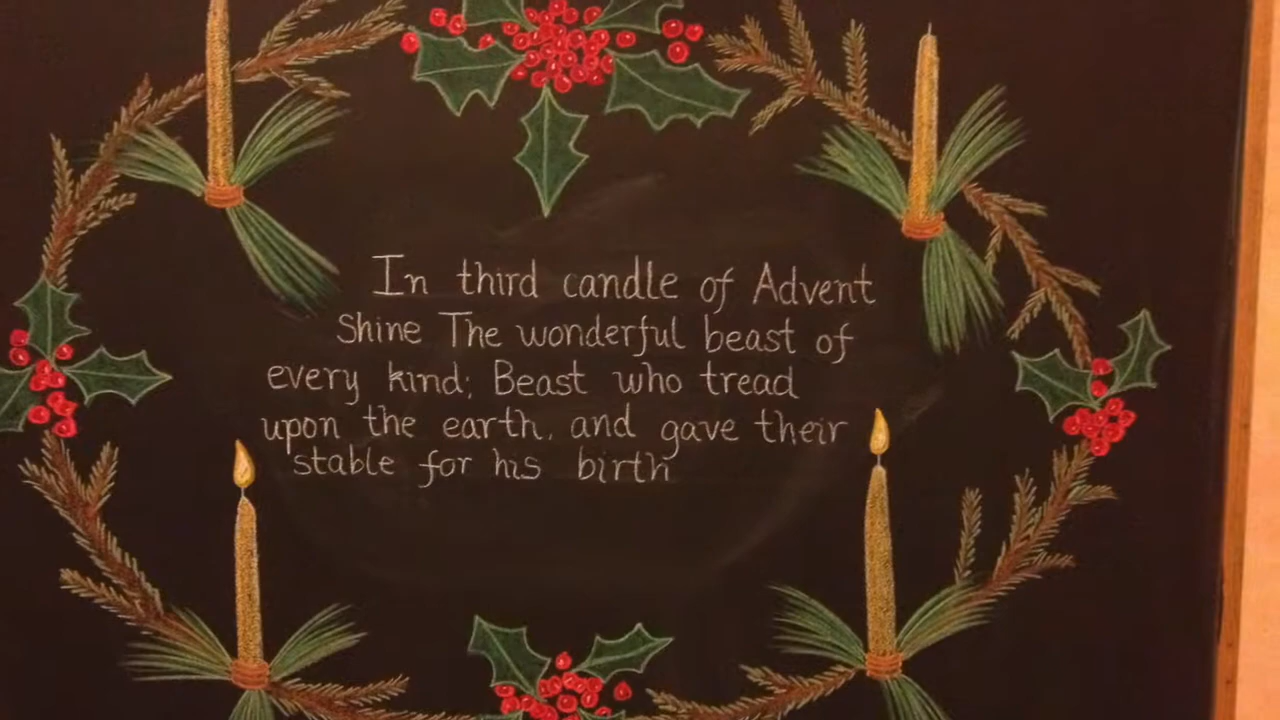 In third candle of Advent
Shine The wonderful beast of
every kind; Beast who tread
upon the earth, and gave their
stable for his birth